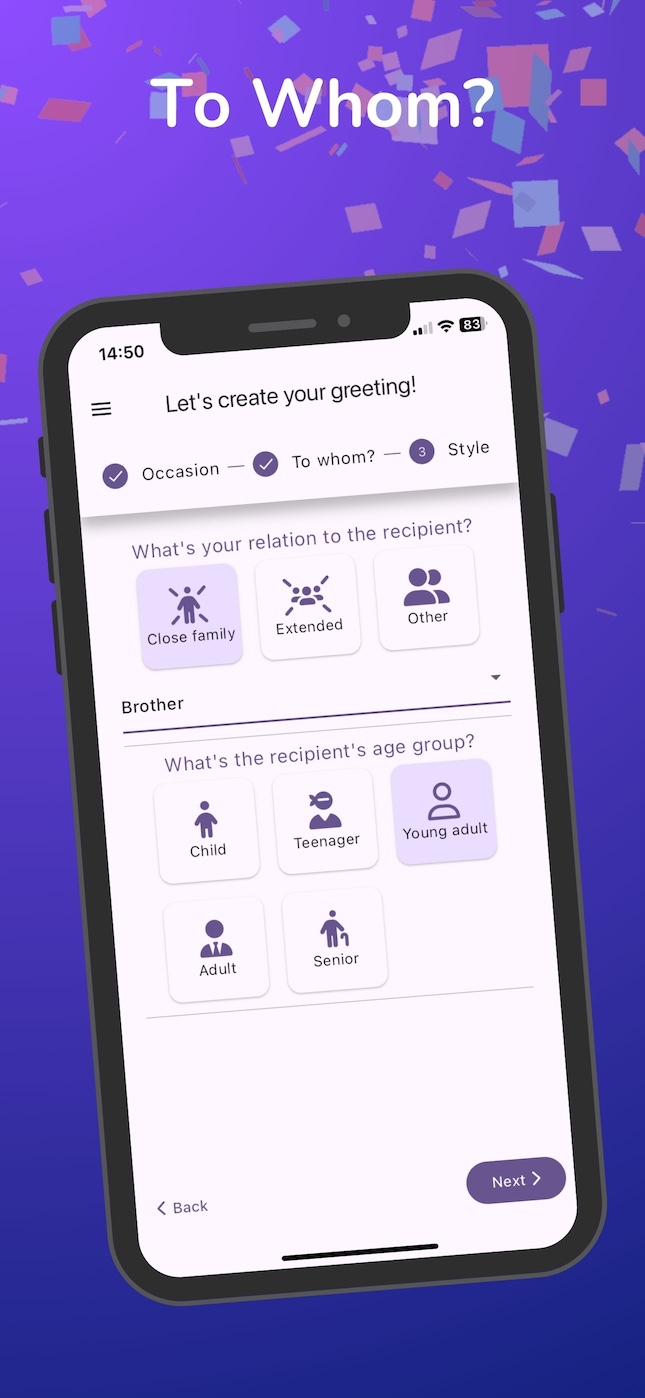 To Whom?
14:50
83
Let's create your greeting!
Occasion — To whom? — 3 Style
What's your relation to the recipient?
Close family
Extended
Other
Brother
What's the recipient's age group?
Child
Teenager
Young adult
Adult
Senior
Back
Next